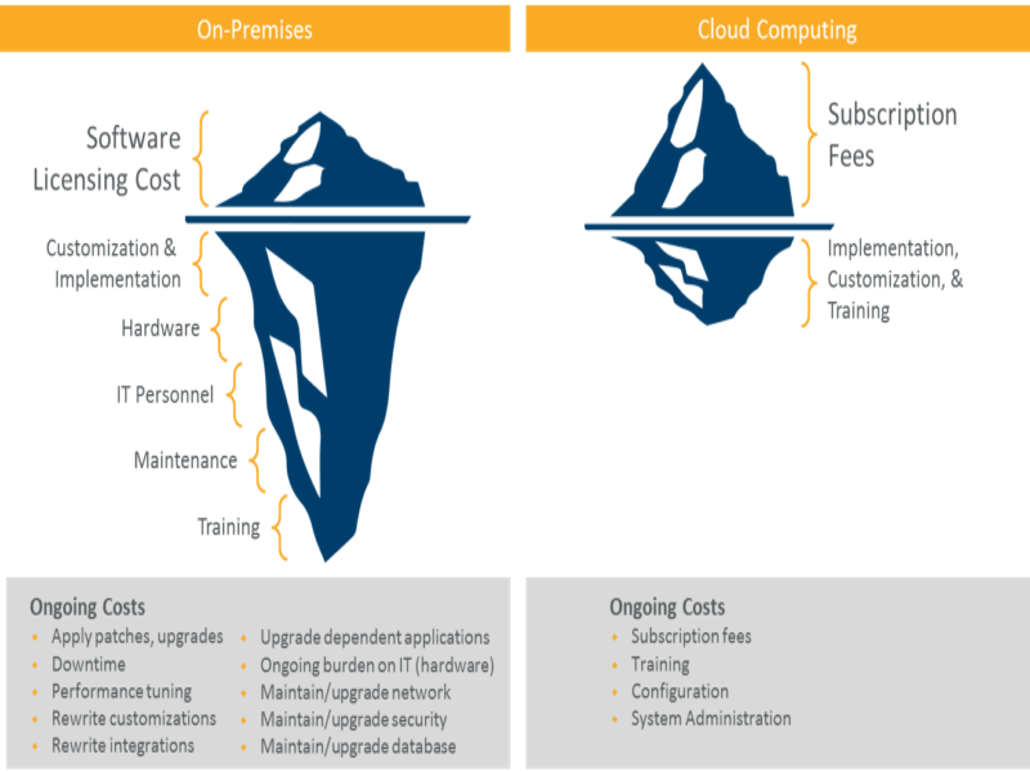 On-Premises
Software
Licensing Cost
Customization &
Implementation
Hardware
IT Personnel
Maintenance
Training
Ongoing Costs
Apply patches, upgrades
Downtime
Performance tuning
Rewrite customizations
Rewrite integrations
Upgrade dependent applications
Ongoing burden on IT (hardware)
Maintain/upgrade network
Maintain/upgrade security
Maintain/upgrade database
Cloud Computing
Subscription
Fees
Implementation,
Customization, &
Training
Ongoing Costs
Subscription fees
Training
Configuration
System Administration